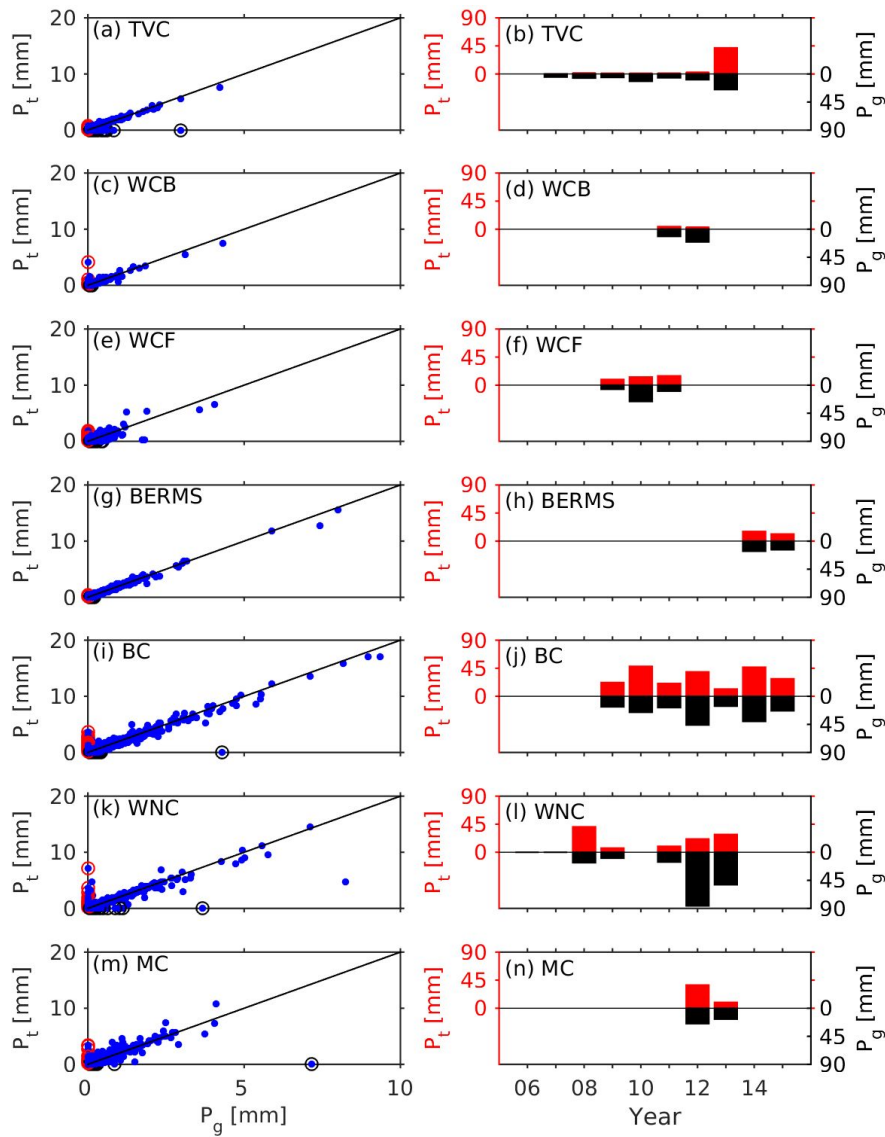 (a) TVC
P_t [mm]
20
10
0
(b) TVC
P_t [mm]
90
45
0
0
45
90
P_g [mm]
(c) WCB
P_t [mm]
20
10
0
(d) WCB
P_t [mm]
90
45
0
0
45
90
P_g [mm]
(e) WCF
P_t [mm]
20
10
0
(f) WCF
P_t [mm]
90
45
0
0
45
90
P_g [mm]
(g) BERMS
P_t [mm]
20
10
0
(h) BERMS
P_t [mm]
90
45
0
0
45
90
P_g [mm]
(i) BC
P_t [mm]
20
10
0
(j) BC
P_t [mm]
90
45
0
0
45
90
P_g [mm]
(k) WNC
P_t [mm]
20
10
0
(l) WNC
P_t [mm]
90
45
0
0
45
90
P_g [mm]
(m) MC
P_t [mm]
20
10
0
0 5 10
P_g [mm]
(n) MC
P_t [mm]
90
45
0
0
45
90
P_g [mm]
06 08 10 12 14
Year